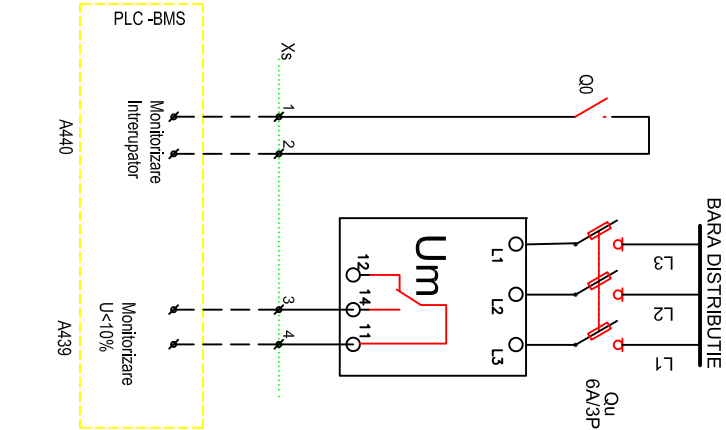 PLC -BMS
Xs
Q0
1
2
Monitorizare
Intrerupator
A440
BARA DISTRIBUTIE
Um
12
14
11
L1
L2
L3
L3
L2
L1
3
4
Monitorizare
U<10%
A439
Qu
6A/3P